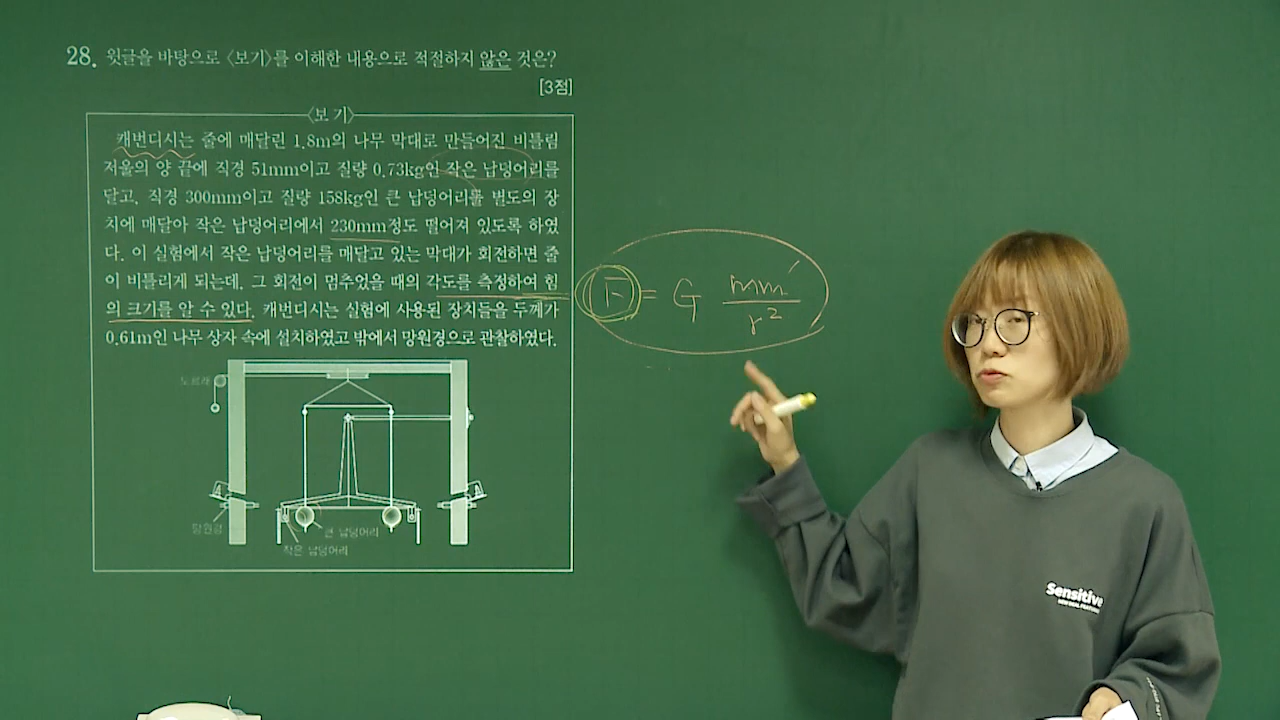 28. 윗글을 바탕으로 〈보기〉를 이해한 내용으로 적절하지 않은 것은?
[3점]
〈보 기〉
캐번디시는 줄에 매달린 1.8m의 나무 막대로 만들어진 비틀림
저울의 양 끝에 직경 51mm이고 질량 0.73kg인 작은 납덩어리를
달고, 직경 300mm이고 질량 158kg인 큰 납덩어리를 별도의 장
치에 매달아 작은 납덩어리에서 230mm정도 떨어져 있도록 하였
다. 이 실험에서 작은 납덩어리를 매달고 있는 막대가 회전하면 줄
이 비틀리게 되는데, 그 회전이 멈추었을 때의 각도를 측정하여 힘
의 크기를 알 수 있다. 캐번디시는 실험에 사용된 장치들을 두께가
0.61m인 나무 상자 속에 설치하였고 밖에서 망원경으로 관찰하였다.
도르래
망원경
큰 납덩어리
작은 납덩어리
F = G mm′
r²
Sensitive